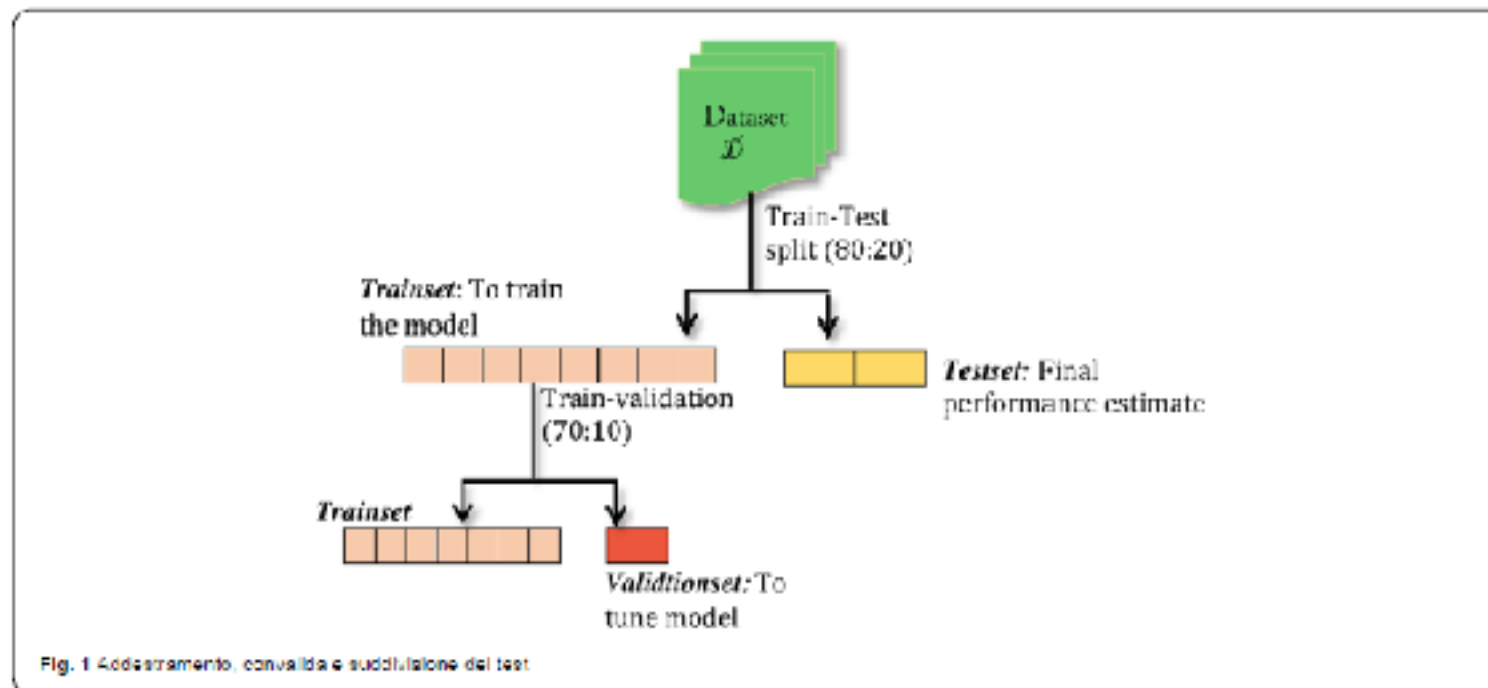 Dataset
𝒟
Train-Test
split (80:20)
Trainset: To train
the model
Testset: Final
performance estimate
Train-validation
(70:10)
Trainset
Validtionset: To
tune model
Fig. 1 Addestramento, convalida e suddivisione del test